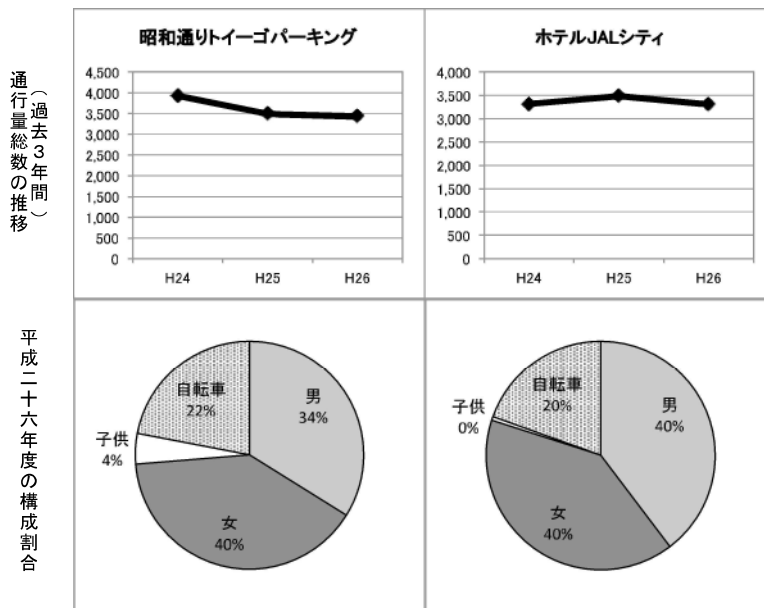 昭和通りトイーゴパーキング
ホテルJALシティ
通行量総数の推移
（過去３年間）
4,500
4,000
3,500
3,000
2,500
2,000
1,500
1,000
500
0
H24 H25 H26
4,000
3,500
3,000
2,500
2,000
1,500
1,000
500
0
H24 H25 H26
平成二十六年度の構成割合
自転車
22%
男
34%
子供
4%
女
40%
自転車
20%
男
40%
子供
0%
女
40%